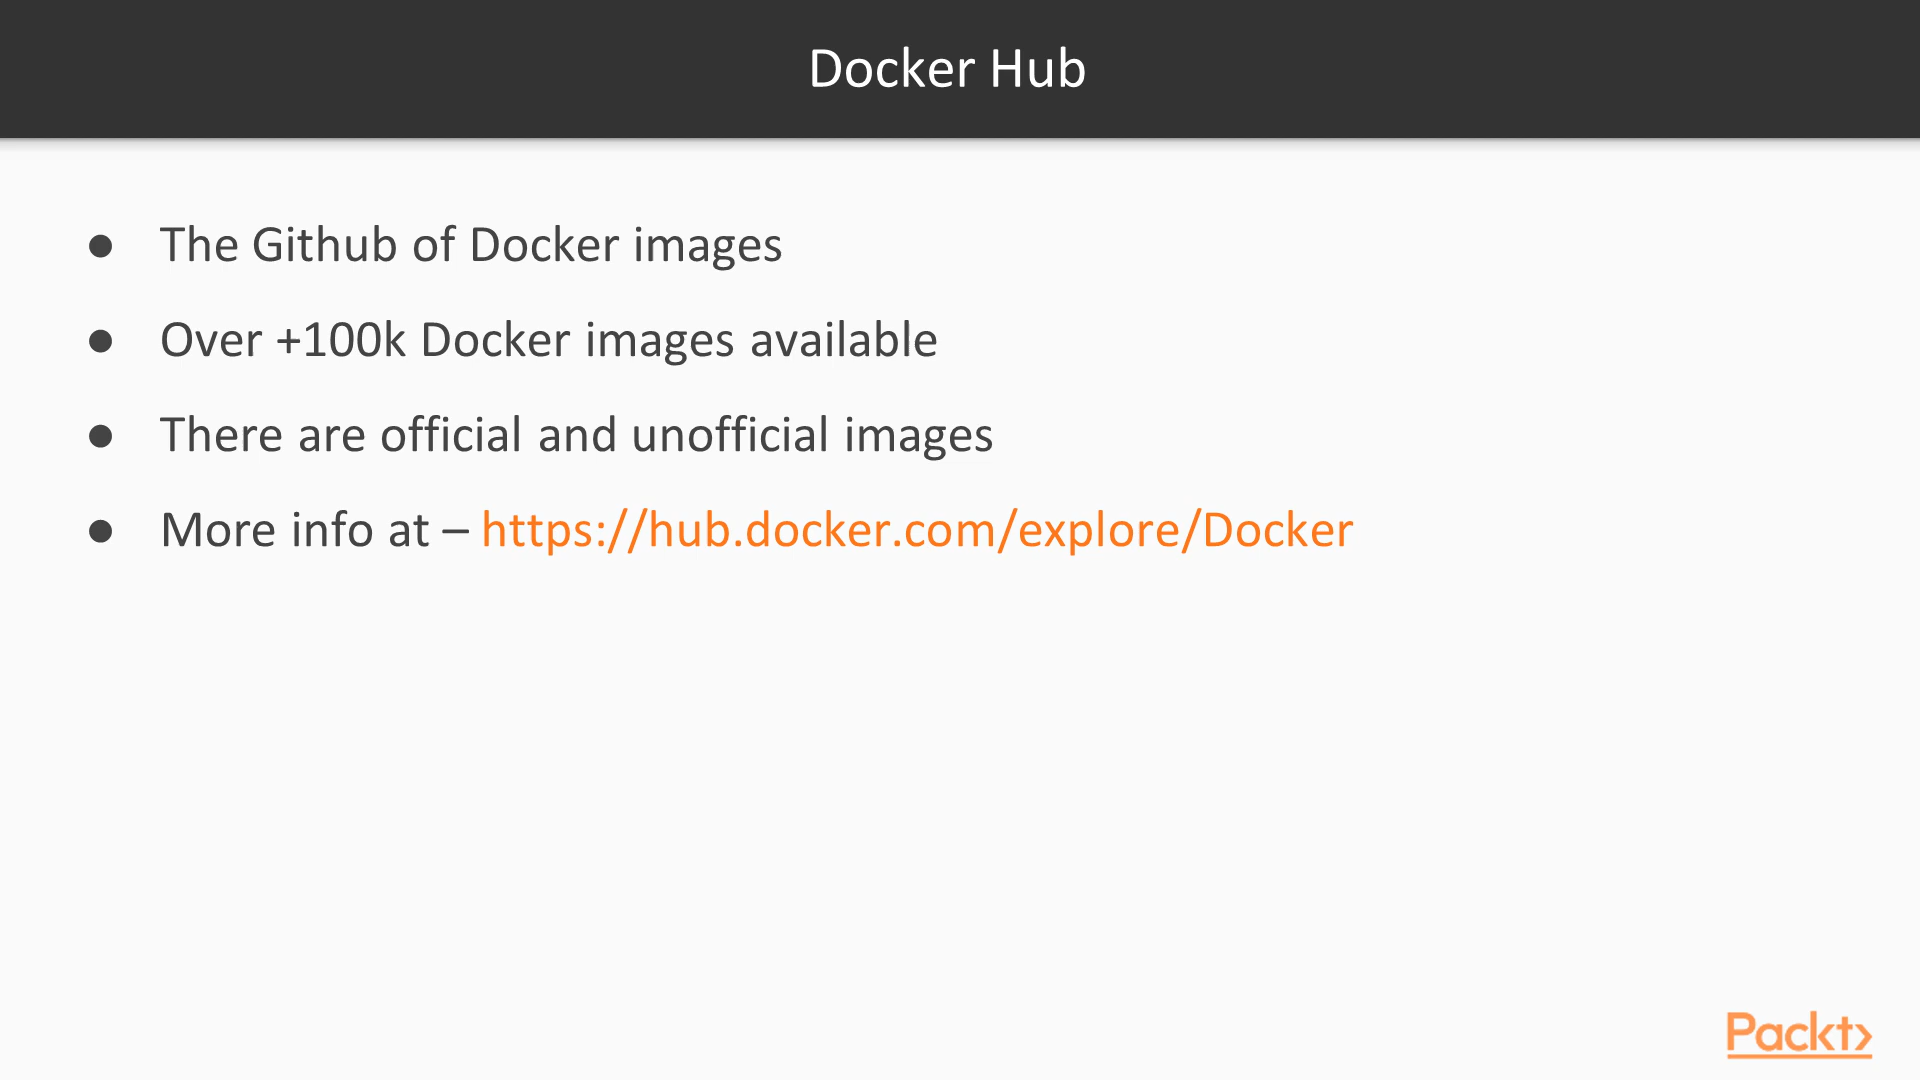 Docker Hub
● The Github of Docker images
● Over +100k Docker images available
● There are official and unofficial images
● More info at – https://hub.docker.com/explore/Docker
Packt>